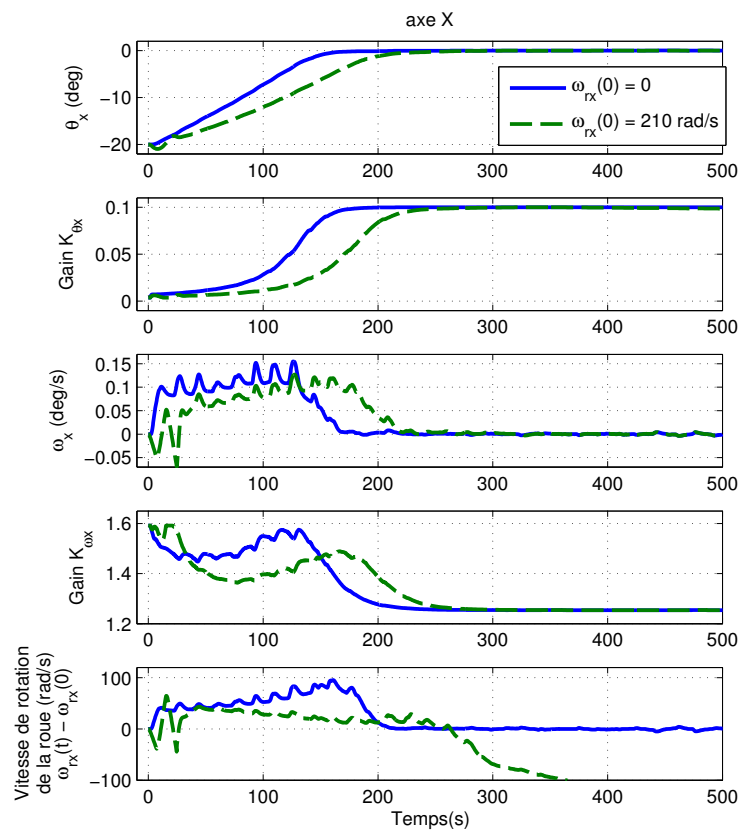 axe X
0
−10
−20
θx (deg)
ωrx(0) = 0
ωrx(0) = 210 rad/s
0 100 200 300 400 500
0.1
0.05
0
Gain Kθx
0 100 200 300 400 500
0.15
0.1
0.05
0
−0.05
ωx (deg/s)
0 100 200 300 400 500
1.6
1.4
1.2
Gain Kωx
0 100 200 300 400 500
100
0
−100
Vitesse de rotation
de la roue (rad/s)
ωrx(t) − ωrx(0)
0 100 200 300 400 500
Temps(s)